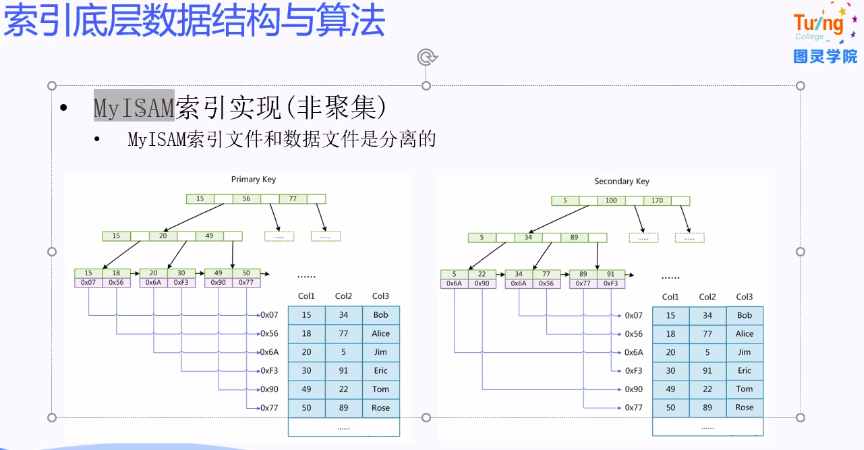 索引底层数据结构与算法
Turing
College
图灵学院
• MyISAM索引实现(非聚集)
• MyISAM索引文件和数据文件是分离的
Primary Key
15 56 77
15 20 49
...... ......
15 18 20 30 49 50
0x07 0x56 0x6A 0xF3 0x90 0x77
......
Col1 Col2 Col3
0x07 15 34 Bob
0x56 18 77 Alice
0x6A 20 5 Jim
0xF3 30 91 Eric
0x90 49 22 Tom
0x77 50 89 Rose
......
Secondary Key
5 100 170
5 34 89
...... ......
5 22 34 77 89 91
0x6A 0x90 0x07 0x56 0x77 0xF3
......
Col1 Col2 Col3
0x07 15 34 Bob
0x56 18 77 Alice
0x6A 20 5 Jim
0xF3 30 91 Eric
0x90 49 22 Tom
0x77 50 89 Rose
......